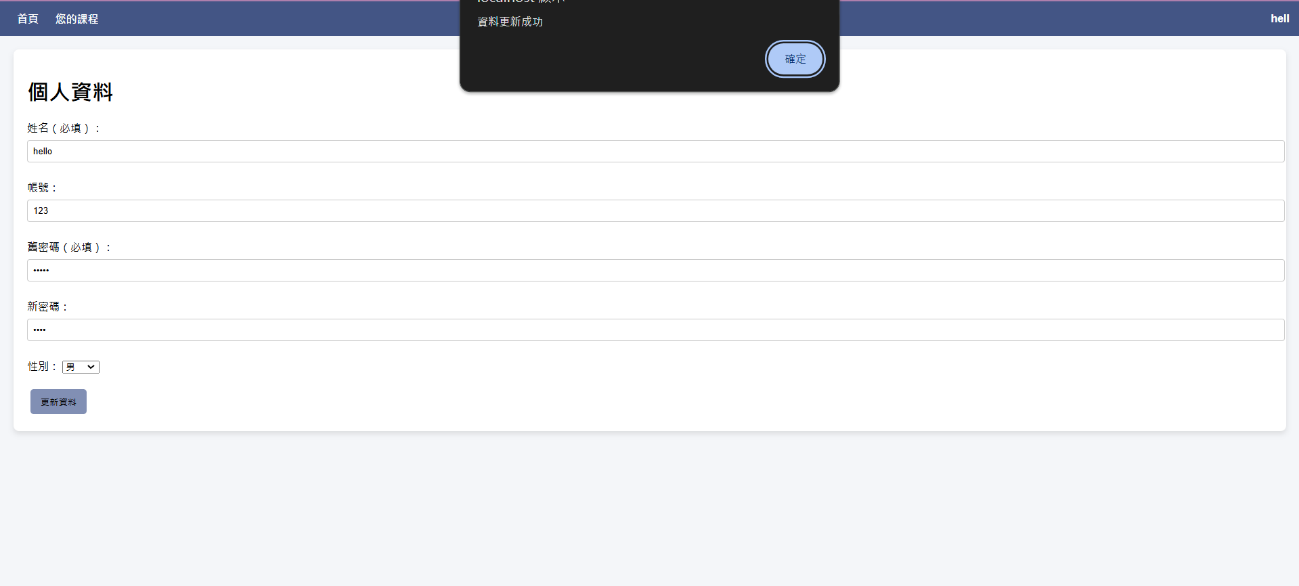 首頁 您的課程 hell
資料更新成功
確定
個人資料
姓名（必填）：
hello
帳號：
123
舊密碼（必填）：
•••••
新密碼：
••••
性別： 男
更新資料